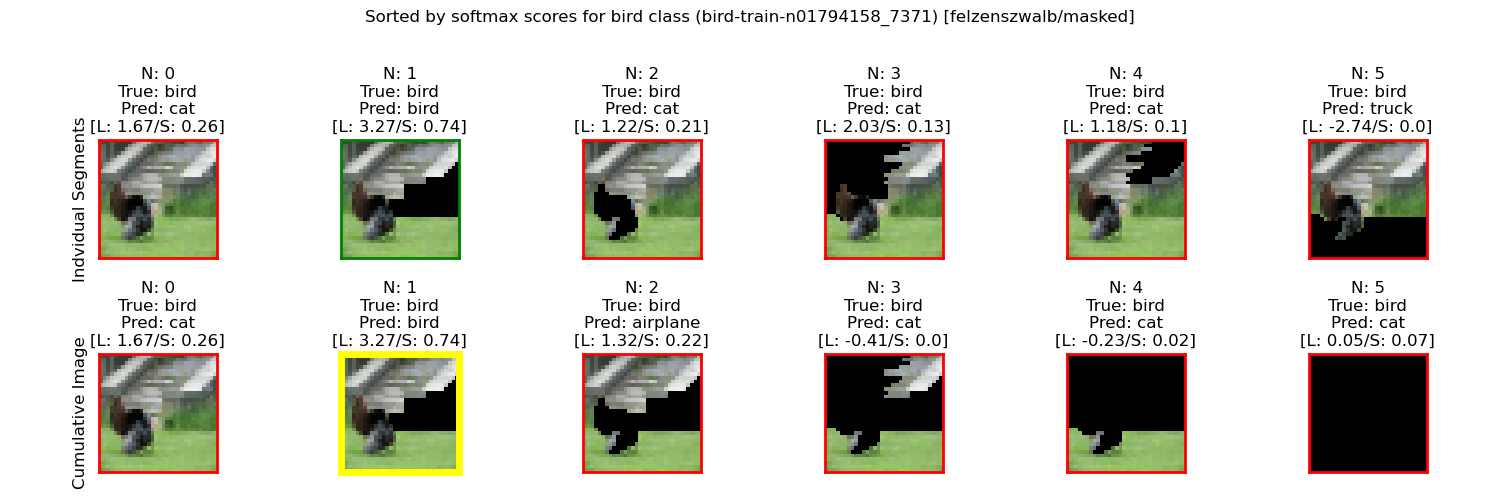 Sorted by softmax scores for bird class (bird-train-n01794158_7371) [felzenszwalb/masked]
Indvidual Segments
N: 0
True: bird
Pred: cat
[L: 1.67/S: 0.26]
N: 1
True: bird
Pred: bird
[L: 3.27/S: 0.74]
N: 2
True: bird
Pred: cat
[L: 1.22/S: 0.21]
N: 3
True: bird
Pred: cat
[L: 2.03/S: 0.13]
N: 4
True: bird
Pred: cat
[L: 1.18/S: 0.1]
N: 5
True: bird
Pred: truck
[L: -2.74/S: 0.0]
Cumulative Image
N: 0
True: bird
Pred: cat
[L: 1.67/S: 0.26]
N: 1
True: bird
Pred: bird
[L: 3.27/S: 0.74]
N: 2
True: bird
Pred: airplane
[L: 1.32/S: 0.22]
N: 3
True: bird
Pred: cat
[L: -0.41/S: 0.0]
N: 4
True: bird
Pred: cat
[L: -0.23/S: 0.02]
N: 5
True: bird
Pred: cat
[L: 0.05/S: 0.07]